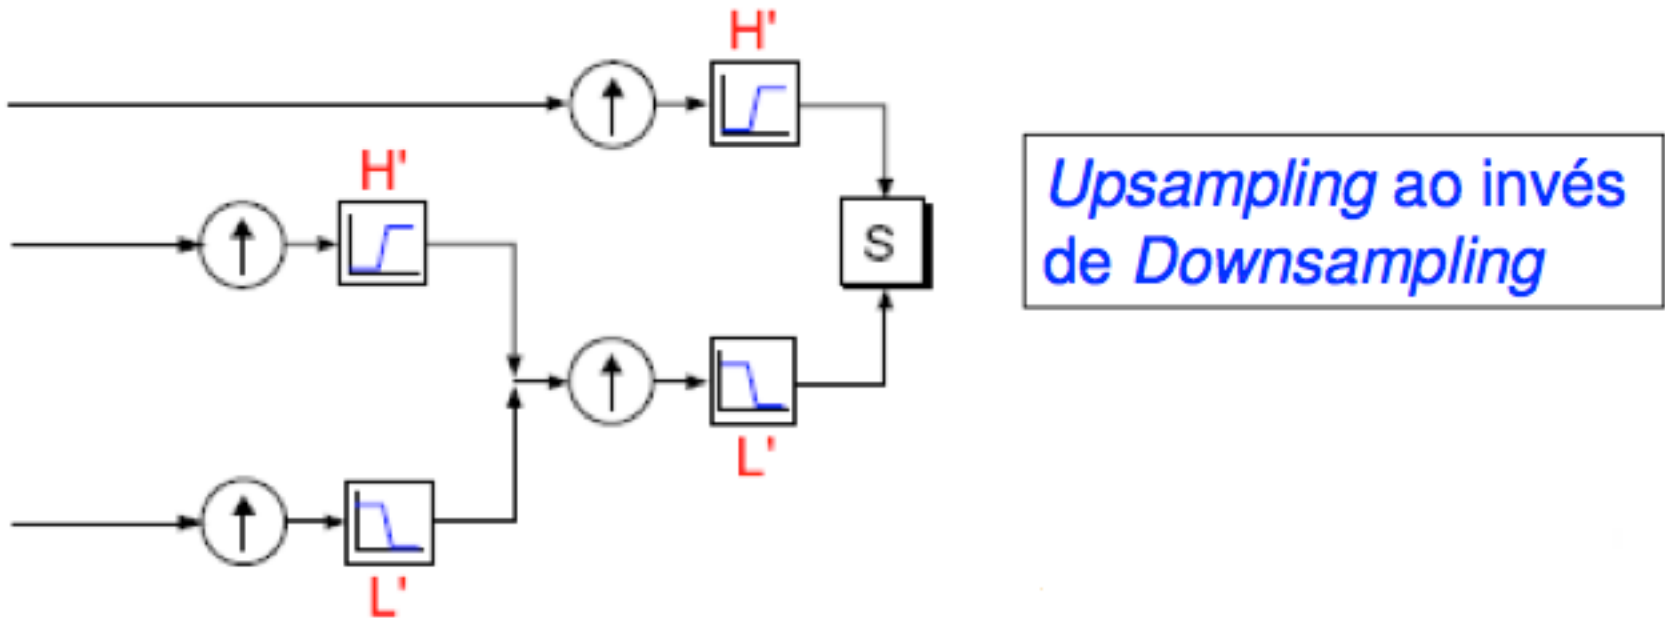 H'
H'
S
Upsampling ao invés
de Downsampling
L'
L'